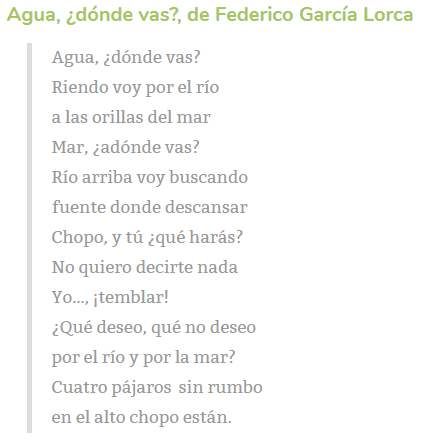 Agua, ¿dónde vas?, de Federico García Lorca
Agua, ¿dónde vas?
Riendo voy por el río
a las orillas del mar
Mar, ¿adónde vas?
Río arriba voy buscando
fuente donde descansar
Chopo, y tú ¿qué harás?
No quiero decirte nada
Yo..., ¡temblar!
¿Qué deseo, qué no deseo
por el río y por la mar?
Cuatro pájaros sin rumbo
en el alto chopo están.